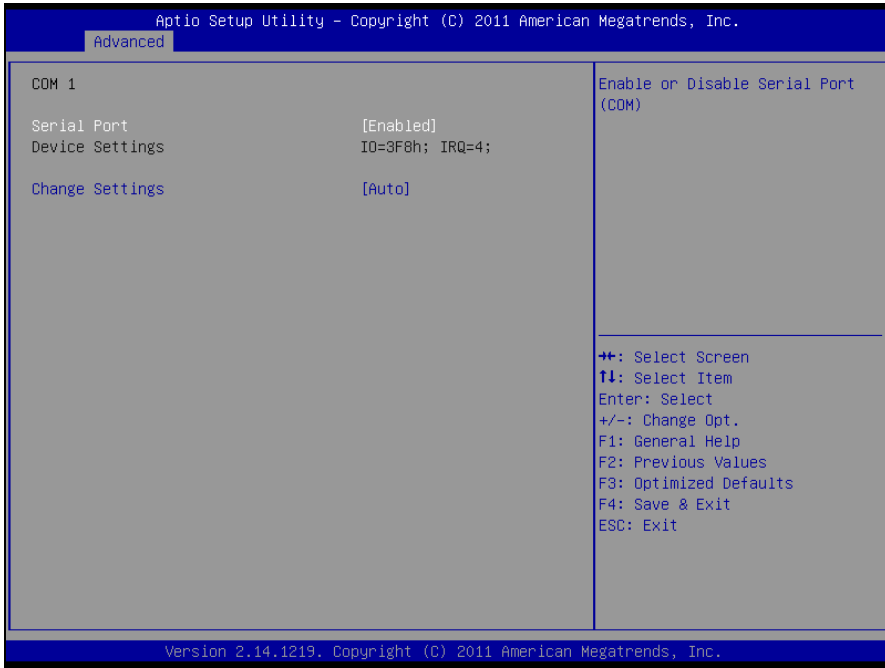 Aptio Setup Utility – Copyright (C) 2011 American Megatrends, Inc.
Advanced
COM 1
Serial Port [Enabled]
Device Settings IO=3F8h; IRQ=4;
Change Settings [Auto]
Enable or Disable Serial Port
(COM)
→←: Select Screen
↑↓: Select Item
Enter: Select
+/-: Change Opt.
F1: General Help
F2: Previous Values
F3: Optimized Defaults
F4: Save & Exit
ESC: Exit
Version 2.14.1219. Copyright (C) 2011 American Megatrends, Inc.